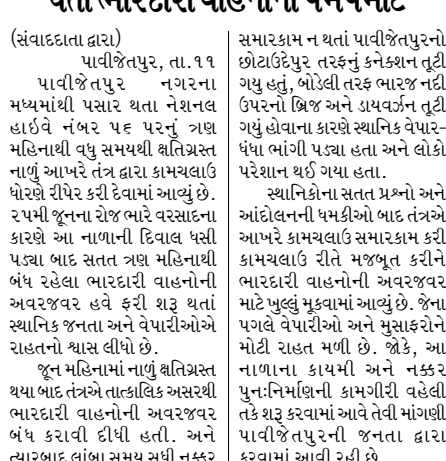 (સંવાદદાતા દ્વારા)
પાવીજેતપુર, તા.૧૧
પાવીજેતપુર નગરના
મધ્યમાંથી પસાર થતા નેશનલ
હાઇવે નંબર ૫૬ પરનું ત્રણ
મહિનાથી વધુ સમયથી ક્ષતિગ્રસ્ત
નાળું આખરે તંત્ર દ્વારા કામચલાઉ
ધોરણે રીપેર કરી દેવામાં આવ્યું છે.
૨૫મી જૂનના રોજ ભારે વરસાદના
કારણે આ નાળાની દિવાલ ધસી
પડ્યા બાદ સતત ત્રણ મહિનાથી
બંધ રહેલા ભારદારી વાહનોની
અવરજવર હવે ફરી શરૂ થતાં
સ્થાનિક જનતા અને વેપારીઓએ
રાહતનો શ્વાસ લીધો છે.
જૂન મહિનામાં નાળું ક્ષતિગ્રસ્ત
થયા બાદ તંત્રએ તાત્કાલિક અસરથી
ભારદારી વાહનોની અવરજવર
બંધ કરાવી દીધી હતી. અને
ત્યારબાદ લાંબા સમય સુધી નક્કર
સમારકામ ન થતાં પાવીજેતપુરનો
છોટાઉદેપુર તરફનું કનેક્શન તૂટી
ગયુ હતું, બોડેલી તરફ ભારજ નદી
ઉપરનો બ્રિજ અને ડાયવર્ઝન તૂટી
ગયું હોવાના કારણે સ્થાનિક વેપાર-
ધંધા ભાંગી પડ્યા હતા અને લોકો
પરેશાન થઈ ગયા હતા.
સ્થાનિકોના સતત પ્રશ્નો અને
આંદોલનની ધમકીઓ બાદ તંત્રએ
આખરે કામચલાઉ સમારકામ કરી
કામચલાઉ રીતે મજબૂત કરીને
ભારદારી વાહનોની અવરજવર
માટે ખુલ્લું મૂકવામાં આવ્યું છે. જેના
પગલે વેપારીઓ અને મુસાફરોને
મોટી રાહત મળી છે. જોકે, આ
નાળાના કાયમી અને નક્કર
પુનઃનિર્માણની કામગીરી વહેલી
તકે શરૂ કરવામાં આવે તેવી માંગણી
પાવીજેતપુરની જનતા દ્વારા
કરવામાં આવી રહી છે.